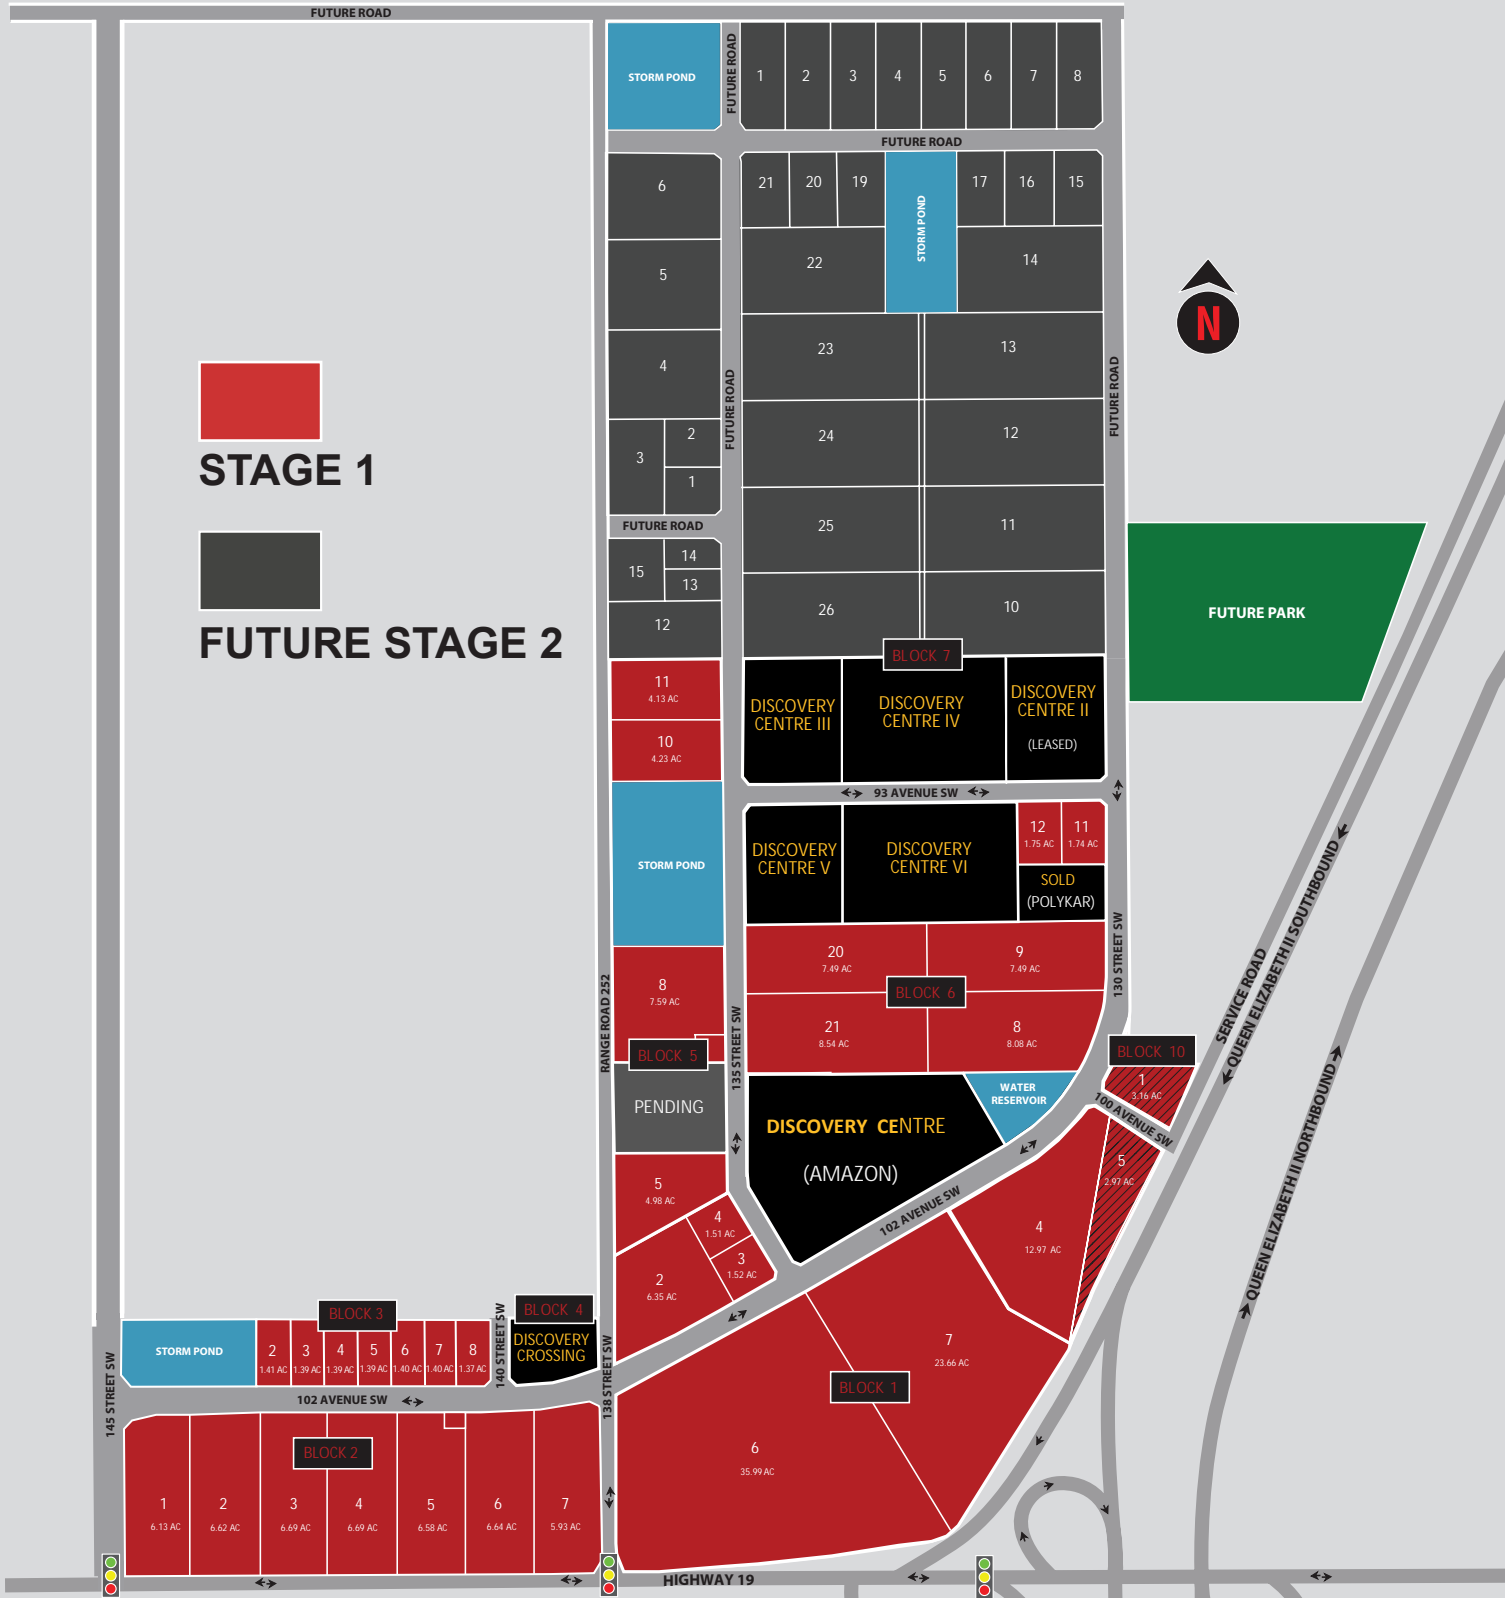 FUTURE ROAD
STORM POND
FUTURE ROAD
1
2
3
4
5
6
7
8
FUTURE ROAD
6
5
4
3
2
1
FUTURE ROAD
FUTURE ROAD
15
14
13
12
21
20
19
STORM POND
17
16
15
22
14
23
13
24
12
25
11
26
10
FUTURE ROAD
N
STAGE 1
FUTURE STAGE 2
FUTURE PARK
BLOCK 7
11
4.13 AC
10
4.23 AC
DISCOVERY
CENTRE III
DISCOVERY
CENTRE IV
DISCOVERY
CENTRE II
(LEASED)
93 AVENUE SW
STORM POND
DISCOVERY
CENTRE V
DISCOVERY
CENTRE VI
12
1.75 AC
11
1.74 AC
SOLD
(POLYKAR)
20
7.49 AC
9
7.49 AC
BLOCK 6
21
8.54 AC
8
8.08 AC
130 STREET SW
RANGE ROAD 252
8
7.59 AC
BLOCK 5
135 STREET SW
PENDING
WATER
RESERVOIR
DISCOVERY CENTRE
(AMAZON)
BLOCK 10
1
3.16 AC
100 AVENUE SW
SERVICE ROAD
QUEEN ELIZABETH II SOUTHBOUND
QUEEN ELIZABETH II NORTHBOUND
5
4.98 AC
4
1.51 AC
3
1.52 AC
2
6.35 AC
102 AVENUE SW
5
2.97 AC
4
12.97 AC
7
23.66 AC
BLOCK 1
6
35.99 AC
BLOCK 3
BLOCK 4
STORM POND
2
1.41 AC
3
1.39 AC
4
1.39 AC
5
1.39 AC
6
1.40 AC
7
1.40 AC
8
1.37 AC
140 STREET SW
DISCOVERY
CROSSING
145 STREET SW
102 AVENUE SW
138 STREET SW
BLOCK 2
1
6.13 AC
2
6.62 AC
3
6.69 AC
4
6.69 AC
5
6.58 AC
6
6.64 AC
7
5.93 AC
HIGHWAY 19